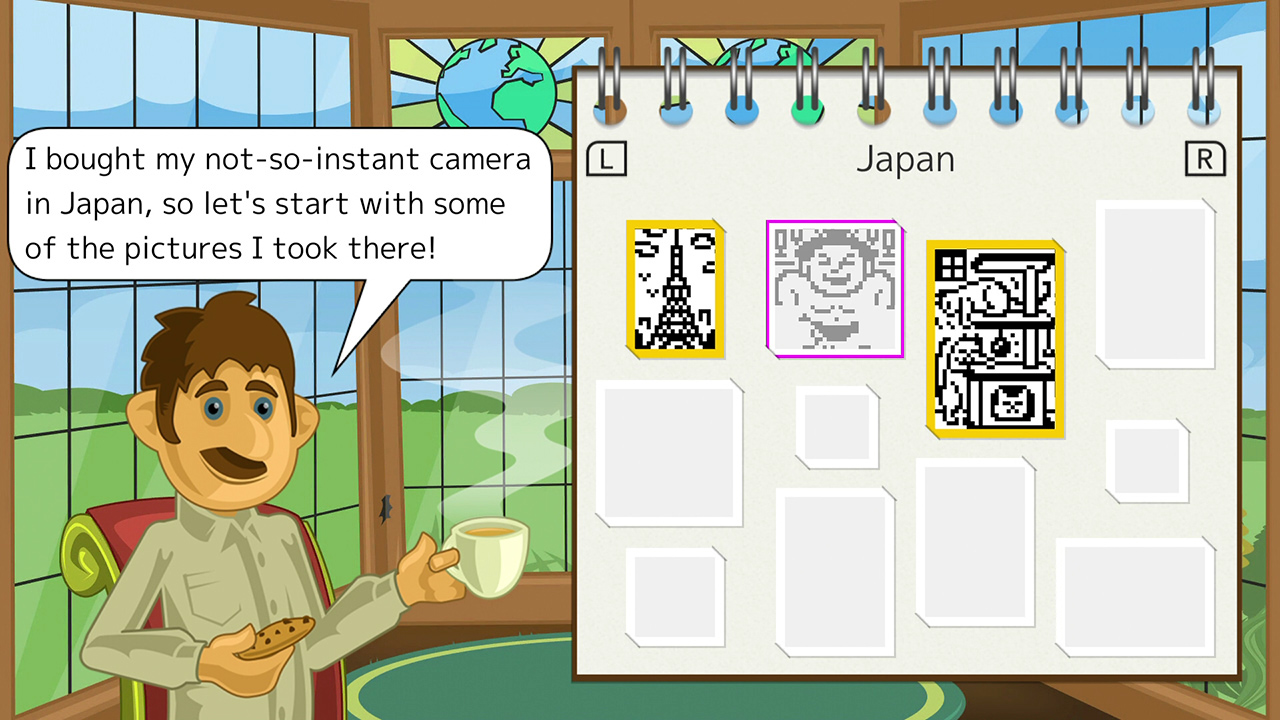 I bought my not-so-instant camera
in Japan, so let's start with some
of the pictures I took there!
L
Japan
R